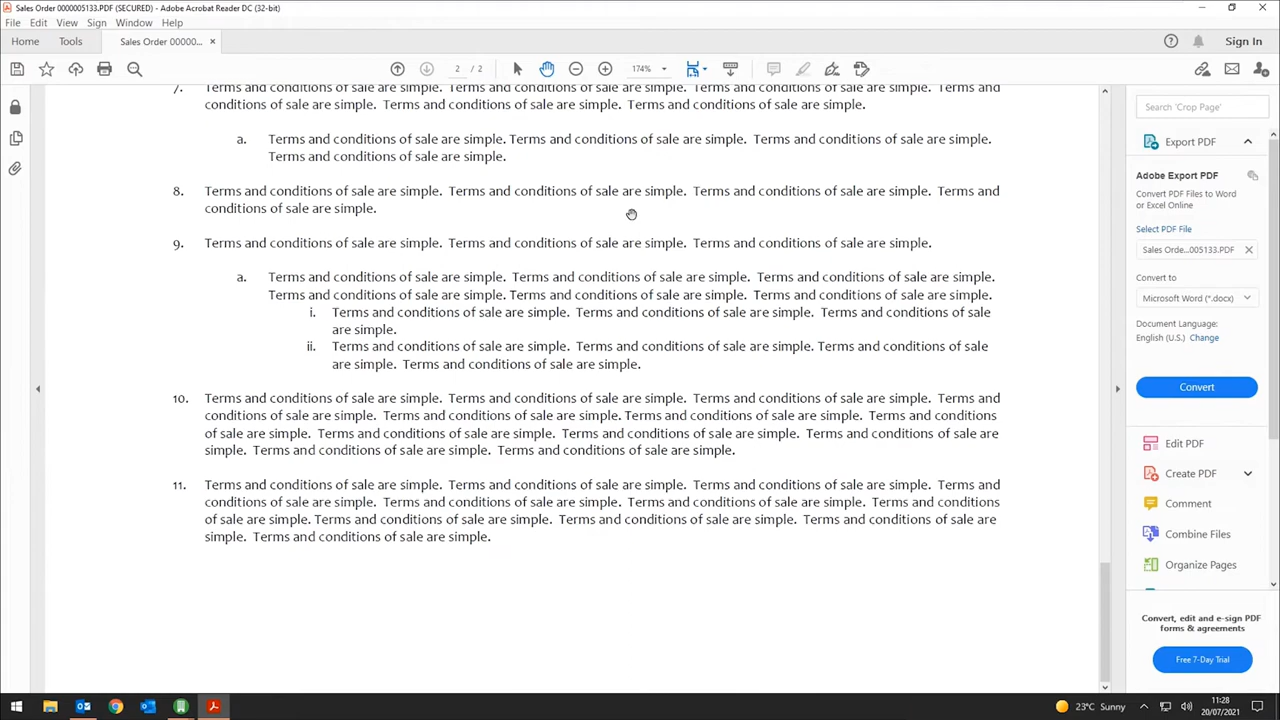 Sales Order 0000005133.PDF (SECURED) - Adobe Acrobat Reader DC (32-bit)
File Edit View Sign Window Help
Home Tools Sales Order 00000... × Sign In
2 / 2 174%
7. Terms and conditions of sale are simple. Terms and conditions of sale are simple. Terms and conditions of sale are simple. Terms and
conditions of sale are simple. Terms and conditions of sale are simple. Terms and conditions of sale are simple.
a. Terms and conditions of sale are simple. Terms and conditions of sale are simple. Terms and conditions of sale are simple.
Terms and conditions of sale are simple.
8. Terms and conditions of sale are simple. Terms and conditions of sale are simple. Terms and conditions of sale are simple. Terms and
conditions of sale are simple.
9. Terms and conditions of sale are simple. Terms and conditions of sale are simple. Terms and conditions of sale are simple.
a. Terms and conditions of sale are simple. Terms and conditions of sale are simple. Terms and conditions of sale are simple.
Terms and conditions of sale are simple. Terms and conditions of sale are simple. Terms and conditions of sale are simple.
i. Terms and conditions of sale are simple. Terms and conditions of sale are simple. Terms and conditions of sale
are simple.
ii. Terms and conditions of sale are simple. Terms and conditions of sale are simple. Terms and conditions of sale
are simple. Terms and conditions of sale are simple.
10. Terms and conditions of sale are simple. Terms and conditions of sale are simple. Terms and conditions of sale are simple. Terms and
conditions of sale are simple. Terms and conditions of sale are simple. Terms and conditions of sale are simple. Terms and conditions
of sale are simple. Terms and conditions of sale are simple. Terms and conditions of sale are simple. Terms and conditions of sale are
simple. Terms and conditions of sale are simple. Terms and conditions of sale are simple.
11. Terms and conditions of sale are simple. Terms and conditions of sale are simple. Terms and conditions of sale are simple. Terms and
conditions of sale are simple. Terms and conditions of sale are simple. Terms and conditions of sale are simple. Terms and conditions
of sale are simple. Terms and conditions of sale are simple. Terms and conditions of sale are simple. Terms and conditions of sale are
simple. Terms and conditions of sale are simple.
Search 'Crop Page'
Export PDF
Adobe Export PDF
Convert PDF Files to Word
or Excel Online
Select PDF File
Sales Orde...005133.PDF ×
Convert to
Microsoft Word (*.docx)
Document Language:
English (U.S.) Change
Convert
Edit PDF
Create PDF
Comment
Combine Files
Organize Pages
Convert, edit and e-sign PDF
forms & agreements
Free 7-Day Trial
23°C Sunny
11:28
20/07/2021